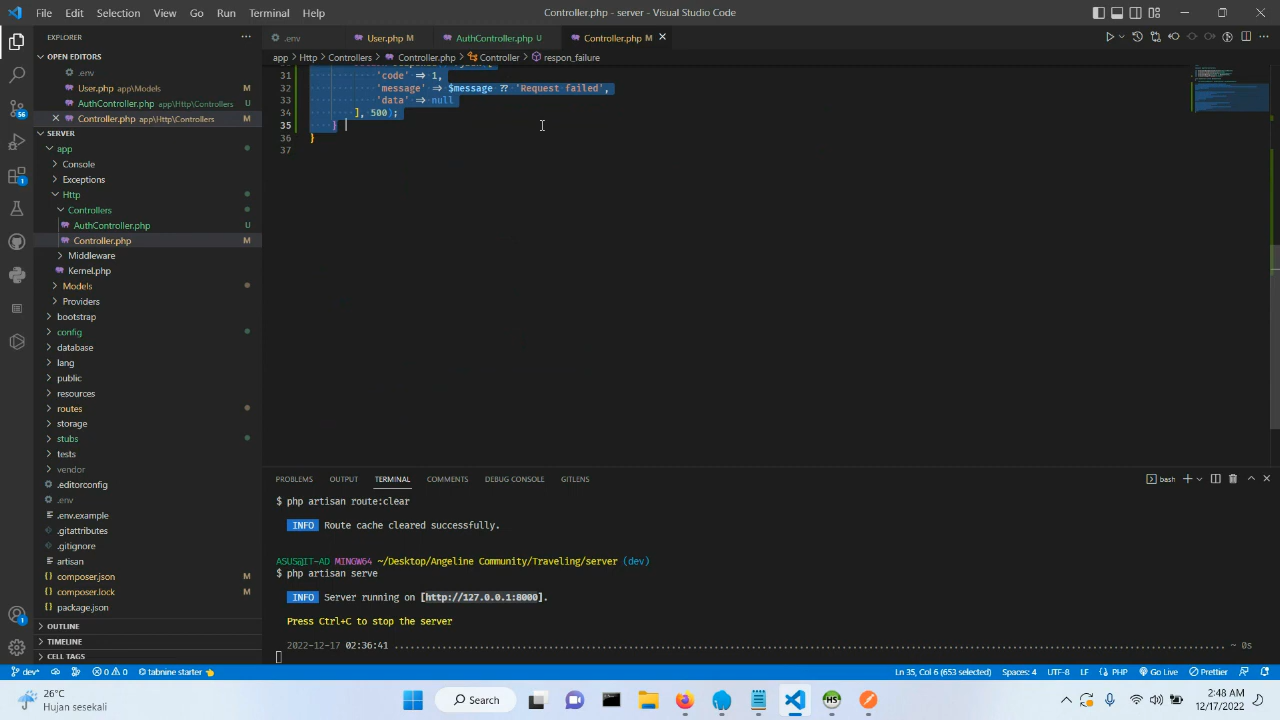 File Edit Selection View Go Run Terminal Help
Controller.php - server - Visual Studio Code
EXPLORER
OPEN EDITORS
.env
User.php app\Models M
AuthController.php app\Http\Controllers U
Controller.php app\Http\Controllers M
SERVER
app
Console
Exceptions
Http
Controllers
AuthController.php U
Controller.php M
Middleware
Kernel.php
Models
Providers
bootstrap
config
database
lang
public
resources
routes
storage
stubs
tests
vendor
.editorconfig
.env
.env.example
.gitattributes
.gitignore
artisan
composer.json M
composer.lock M
package.json
OUTLINE
TIMELINE
CELL TAGS
56
1
1
.env User.php M AuthController.php U Controller.php M
app > Http > Controllers > Controller.php > Controller > respon_failure
31 'code' => 1,
32 'message' => $message ?? 'Request failed',
33 'data' => null
34 ], 500);
35 }
36 }
37
PROBLEMS OUTPUT TERMINAL COMMENTS DEBUG CONSOLE GITLENS
bash
$ php artisan route:clear
INFO Route cache cleared successfully.
ASUS@IT-AD MINGW64 ~/Desktop/Angeline Community/Traveling/server (dev)
$ php artisan serve
INFO Server running on [http://127.0.0.1:8000].
Press Ctrl+C to stop the server
2022-12-17 02:36:41 ~ 0s
dev* 0 0 tabnine starter Ln 35, Col 6 (653 selected) Spaces: 4 UTF-8 LF PHP Go Live Prettier
26°C
Hujan sesekali
Search
2:48 AM
12/17/2022